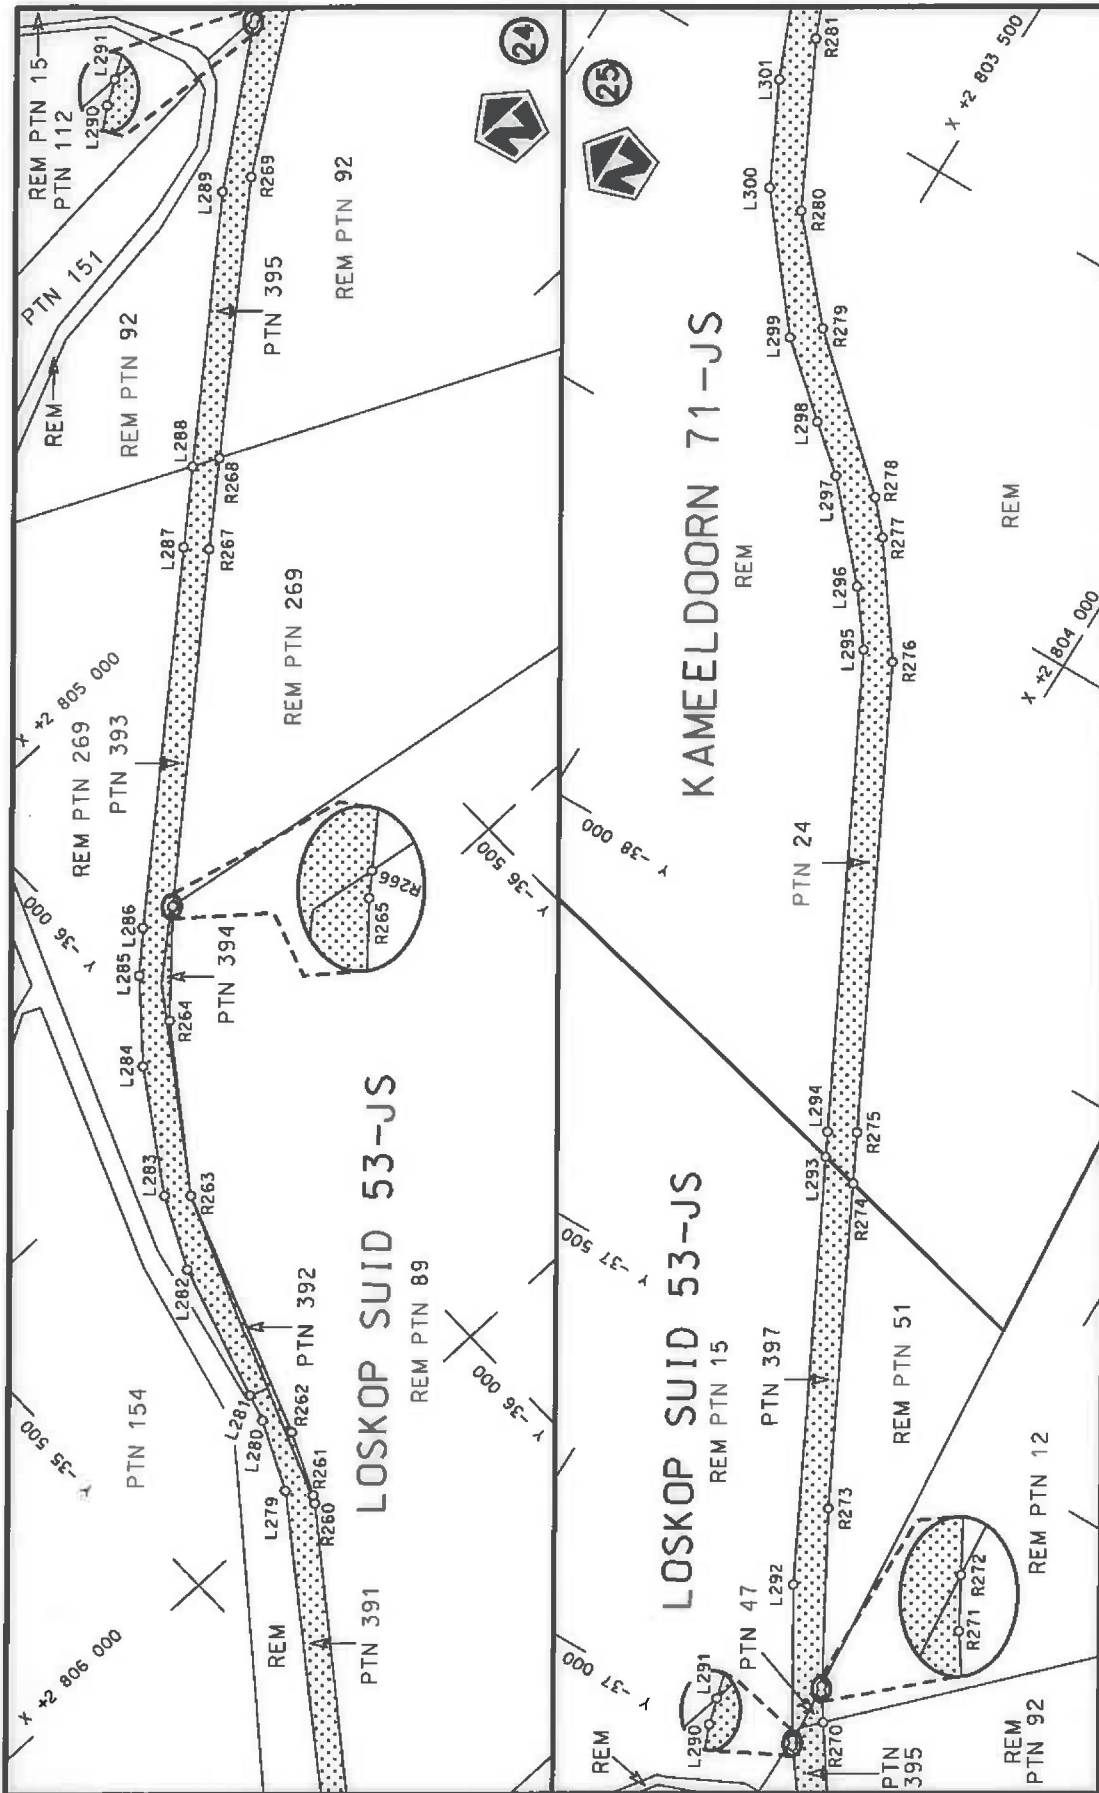 X +2 806 000
Y -35 500
PTN 154
REM
PTN 391
L279
L280
L281
L282
L283
L284
L285
L286
L287
L288
L289
L290
L291
R260
R261
R262
R263
R264
R265
R266
R267
R268
R269
PTN 392
PTN 394
LOSKOP SUID 53-JS
REM PTN 89
Y -36 000
Y -36 000
REM PTN 269
PTN 393
X +2 805 000
REM PTN 269
Y -36 500
REM PTN 92
REM
PTN 151
REM PTN 15
PTN 112
PTN 395
REM PTN 92
24
25
N
N
REM
L290
L291
Y -37 000
PTN 47
L292
L293
L294
L295
L296
L297
L298
L299
L300
L301
R270
R271
R272
R273
R274
R275
R276
R277
R278
R279
R280
R281
PTN
395
REM
PTN 92
REM PTN 12
REM PTN 51
LOSKOP SUID 53-JS
REM PTN 15
PTN 397
Y -37 500
PTN 24
Y -38 000
KAMEELDOORN 71-JS
REM
REM
X +2 804 000
X +2 803 500